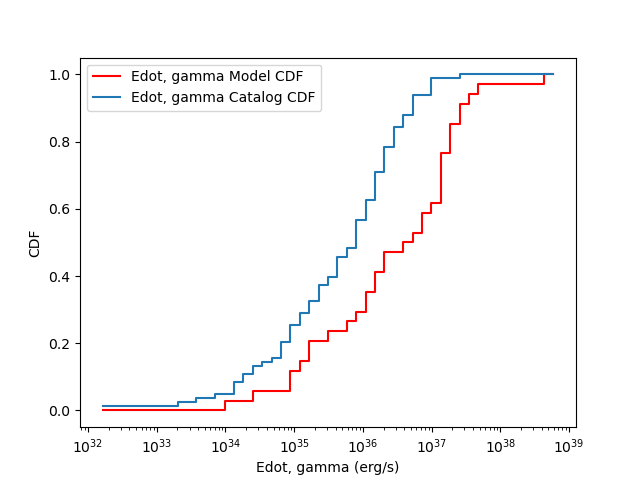 Edot, gamma Model CDF
Edot, gamma Catalog CDF
1.0
0.8
0.6
0.4
0.2
0.0
CDF
10^32 10^33 10^34 10^35 10^36 10^37 10^38 10^39
Edot, gamma (erg/s)